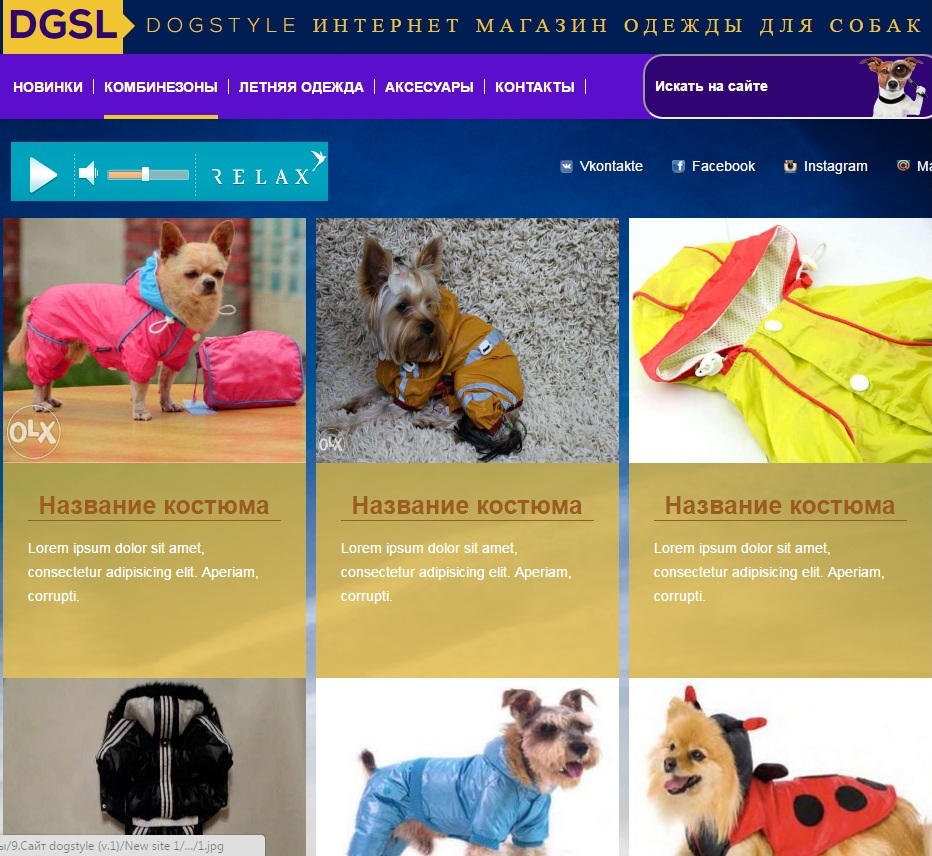 DGSL
DOGSTYLE ИНТЕРНЕТ МАГАЗИН ОДЕЖДЫ ДЛЯ СОБАК
НОВИНКИ КОМБИНЕЗОНЫ ЛЕТНЯЯ ОДЕЖДА АКСЕСУАРЫ КОНТАКТЫ
Искать на сайте
RELAX
Vkontakte Facebook Instagram
OLX
OLX
Название костюма
Lorem ipsum dolor sit amet,
consectetur adipisicing elit. Aperiam,
corrupti.
Название костюма
Lorem ipsum dolor sit amet,
consectetur adipisicing elit. Aperiam,
corrupti.
Название костюма
Lorem ipsum dolor sit amet,
consectetur adipisicing elit. Aperiam,
corrupti.
ы/9.Сайт dogstyle (v.1)/New site 1/.../1.jpg